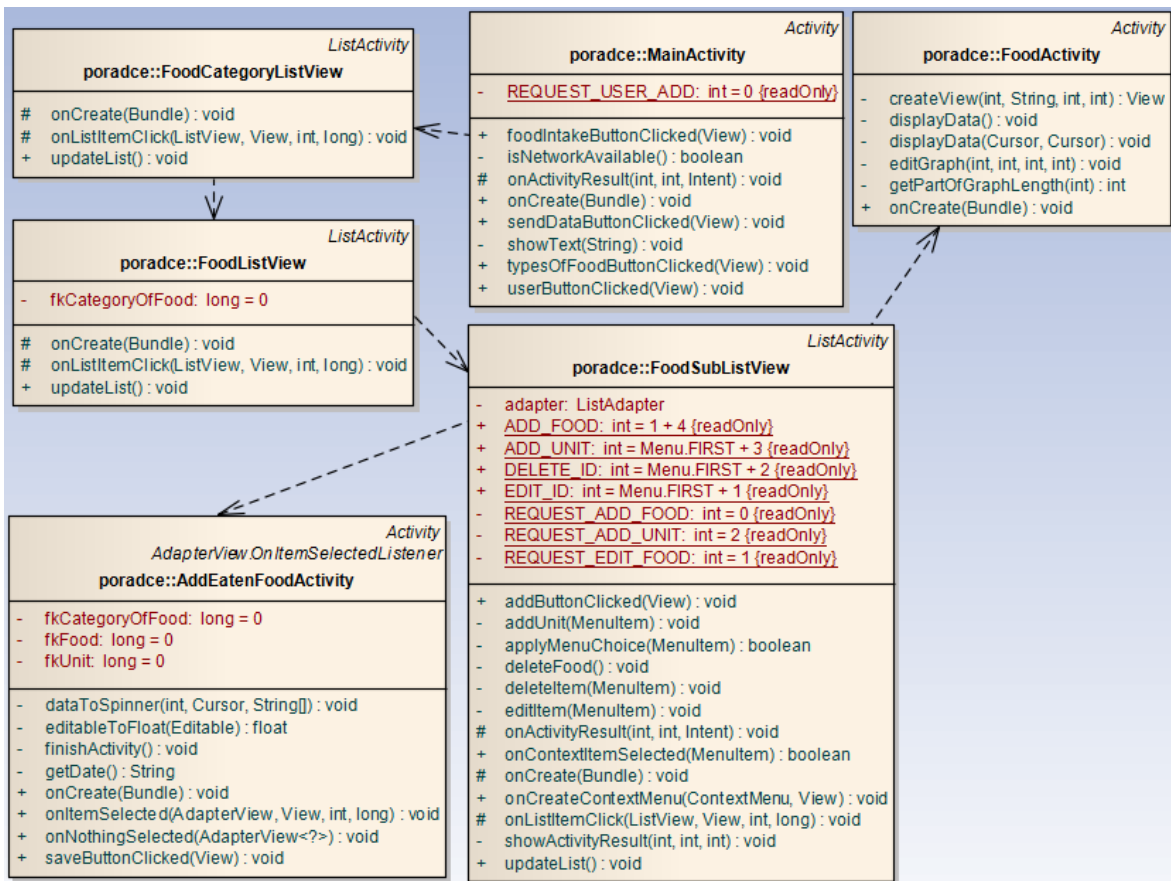 ListActivity
poradce::FoodCategoryListView
# onCreate(Bundle) : void
# onListItemClick(ListView, View, int, long) : void
+ updateList() : void
Activity
poradce::MainActivity
- REQUEST_USER_ADD: int = 0 {readOnly}
+ foodIntakeButtonClicked(View) : void
- isNetworkAvailable() : boolean
# onActivityResult(int, int, Intent) : void
+ onCreate(Bundle) : void
+ sendDataButtonClicked(View) : void
- showText(String) : void
+ typesOfFoodButtonClicked(View) : void
+ userButtonClicked(View) : void
Activity
poradce::FoodActivity
- createView(int, String, int, int) : View
- displayData() : void
- displayData(Cursor, Cursor) : void
- editGraph(int, int, int, int) : void
- getPartOfGraphLength(int) : int
+ onCreate(Bundle) : void
ListActivity
poradce::FoodListView
- fkCategoryOfFood: long = 0
# onCreate(Bundle) : void
# onListItemClick(ListView, View, int, long) : void
+ updateList() : void
ListActivity
poradce::FoodSubListView
- adapter: ListAdapter
+ ADD_FOOD: int = 1 + 4 {readOnly}
+ ADD_UNIT: int = Menu.FIRST + 3 {readOnly}
+ DELETE_ID: int = Menu.FIRST + 2 {readOnly}
+ EDIT_ID: int = Menu.FIRST + 1 {readOnly}
- REQUEST_ADD_FOOD: int = 0 {readOnly}
- REQUEST_ADD_UNIT: int = 2 {readOnly}
- REQUEST_EDIT_FOOD: int = 1 {readOnly}
+ addButtonClicked(View) : void
- addUnit(MenuItem) : void
- applyMenuChoice(MenuItem) : boolean
- deleteFood() : void
- deleteItem(MenuItem) : void
- editItem(MenuItem) : void
# onActivityResult(int, int, Intent) : void
+ onContextItemSelected(MenuItem) : boolean
# onCreate(Bundle) : void
+ onCreateContextMenu(ContextMenu, View) : void
# onListItemClick(ListView, View, int, long) : void
- showActivityResult(int, int, int) : void
+ updateList() : void
Activity
AdapterView.OnItemSelectedListener
poradce::AddEatenFoodActivity
- fkCategoryOfFood: long = 0
- fkFood: long = 0
- fkUnit: long = 0
- dataToSpinner(int, Cursor, String[]) : void
- editableToFloat(Editable) : float
- finishActivity() : void
- getDate() : String
+ onCreate(Bundle) : void
+ onItemSelected(AdapterView, View, int, long) : void
+ onNothingSelected(AdapterView<?>) : void
+ saveButtonClicked(View) : void